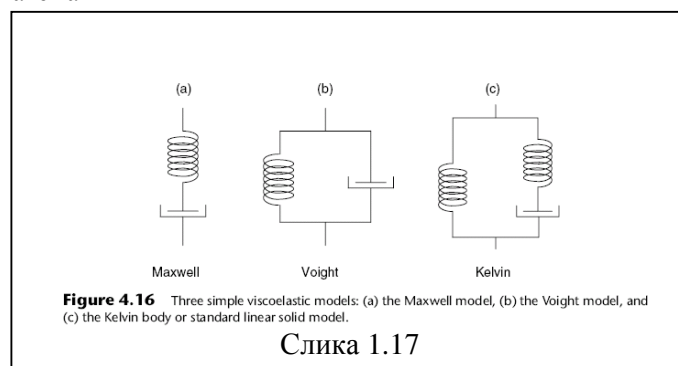 (a)
(b)
(c)
Maxwell
Voight
Kelvin
Figure 4.16 Three simple viscoelastic models: (a) the Maxwell model, (b) the Voight model, and
(c) the Kelvin body or standard linear solid model.
Слика 1.17